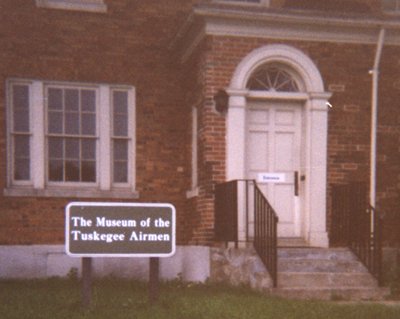 The Museum of the
Tuskegee Airmen